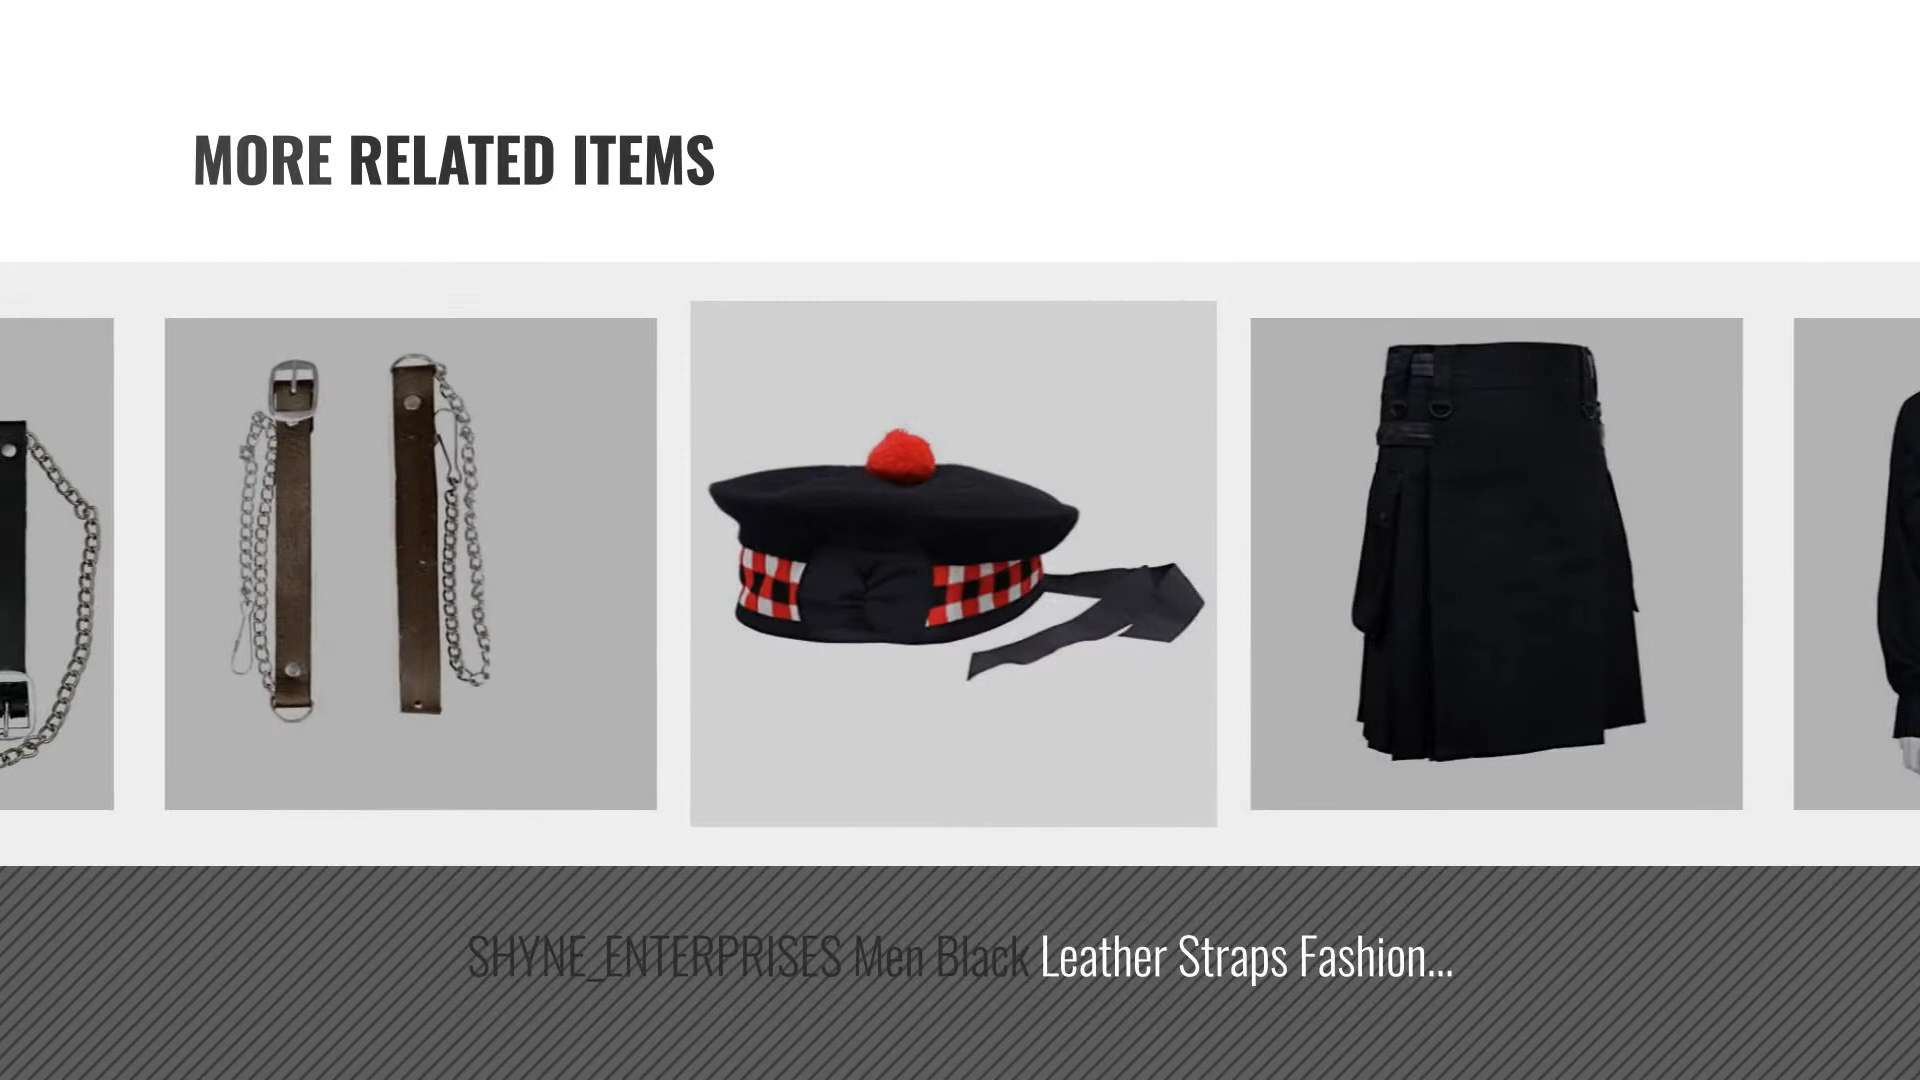 MORE RELATED ITEMS
SHYNE_ENTERPRISES Men Black Leather Straps Fashion...